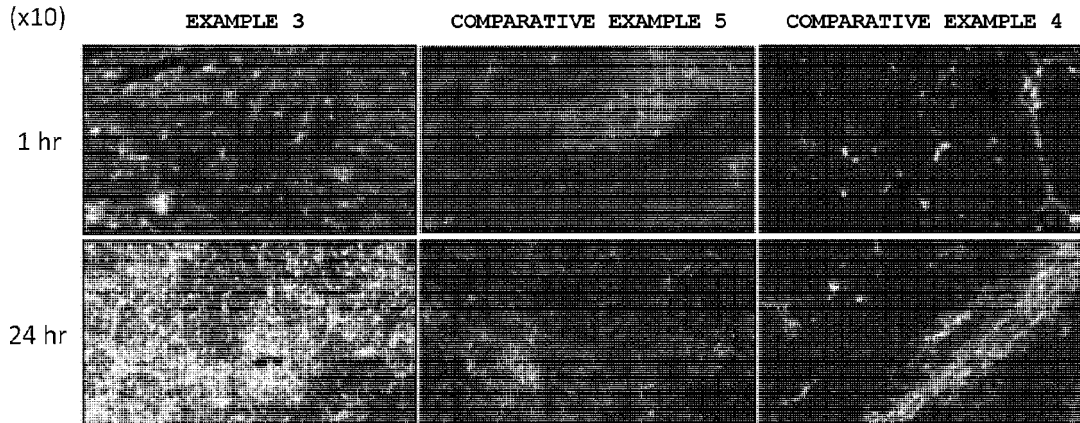 (x10) EXAMPLE 3 COMPARATIVE EXAMPLE 5 COMPARATIVE EXAMPLE 4
1 hr
24 hr